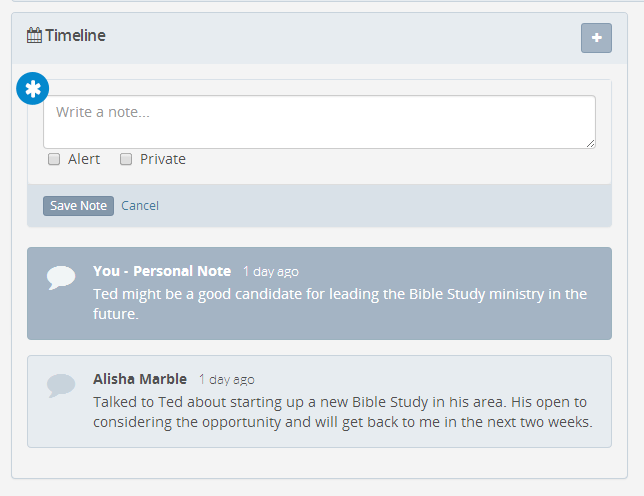 Timeline
Write a note...
Alert Private
Save Note Cancel
You - Personal Note 1 day ago
Ted might be a good candidate for leading the Bible Study ministry in the
future.
Alisha Marble 1 day ago
Talked to Ted about starting up a new Bible Study in his area. His open to
considering the opportunity and will get back to me in the next two weeks.